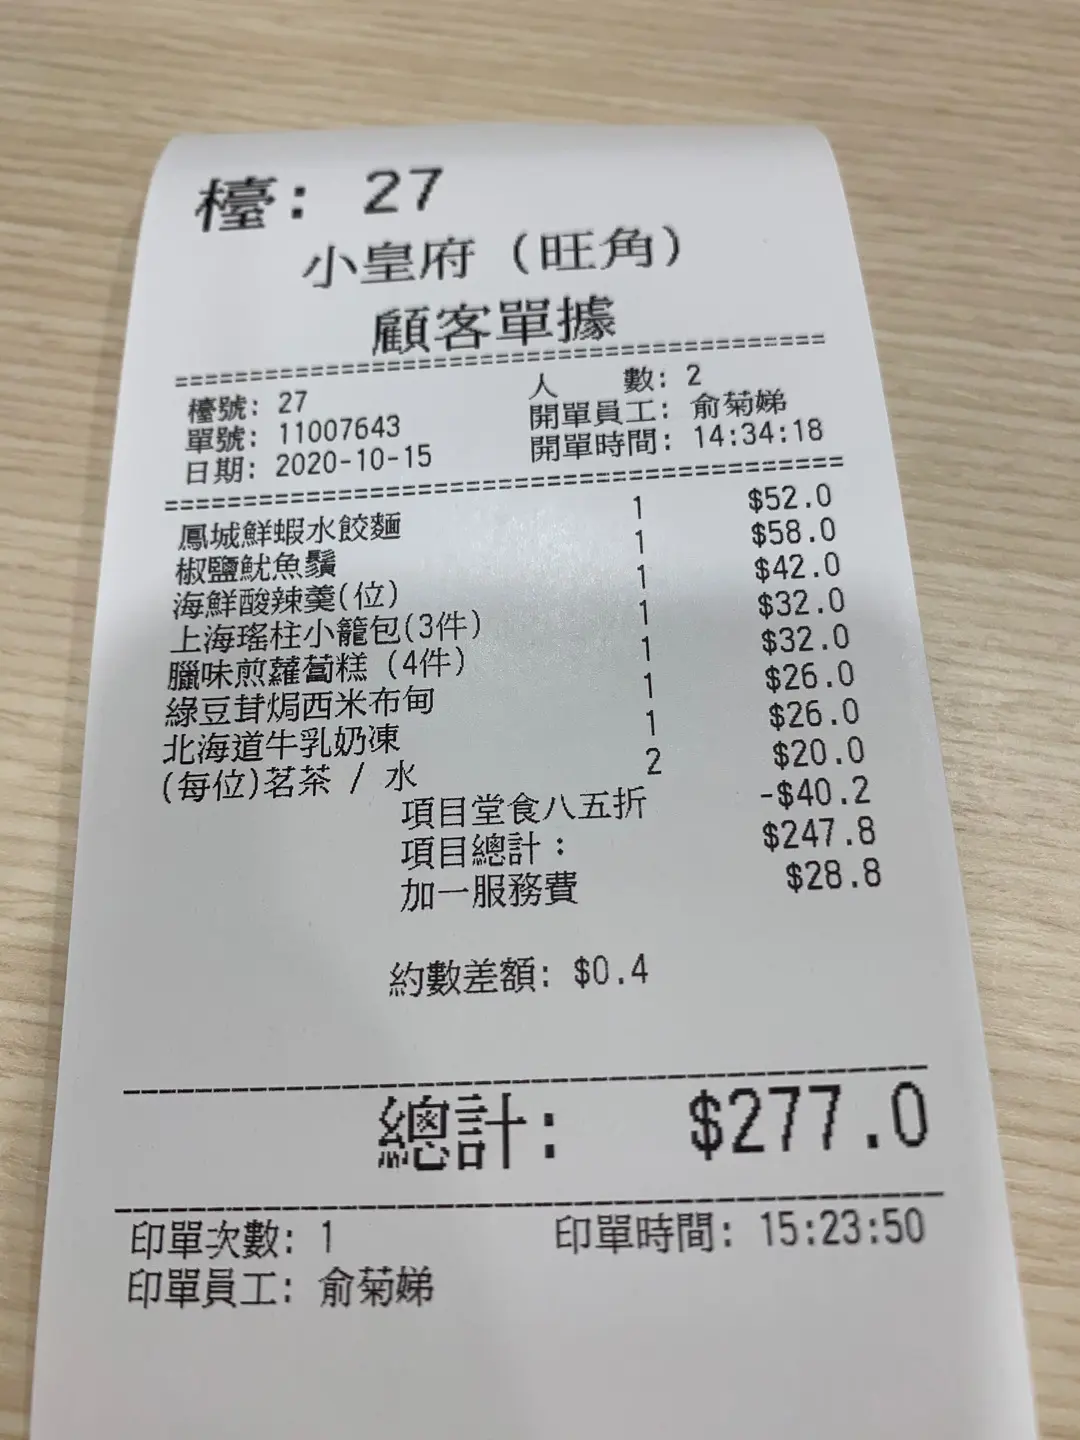 檯: 27
小皇府 (旺角)
顧客單據
檯號: 27 人 數: 2
單號: 11007643 開單員工: 俞菊娣
日期: 2020-10-15 開單時間: 14:34:18
鳳城鮮蝦水餃麵 1 $52.0
椒鹽魷魚鬚 1 $58.0
海鮮酸辣羹(位) 1 $42.0
上海瑤柱小籠包(3件) 1 $32.0
臘味煎蘿蔔糕 (4件) 1 $32.0
綠豆茸焗西米布甸 1 $26.0
北海道牛乳奶凍 1 $26.0
(每位)茗茶 / 水 2 $20.0
項目堂食八五折 -$40.2
項目總計: $247.8
加一服務費 $28.8
約數差額: $0.4
總計: $277.0
印單次數: 1 印單時間: 15:23:50
印單員工: 俞菊娣